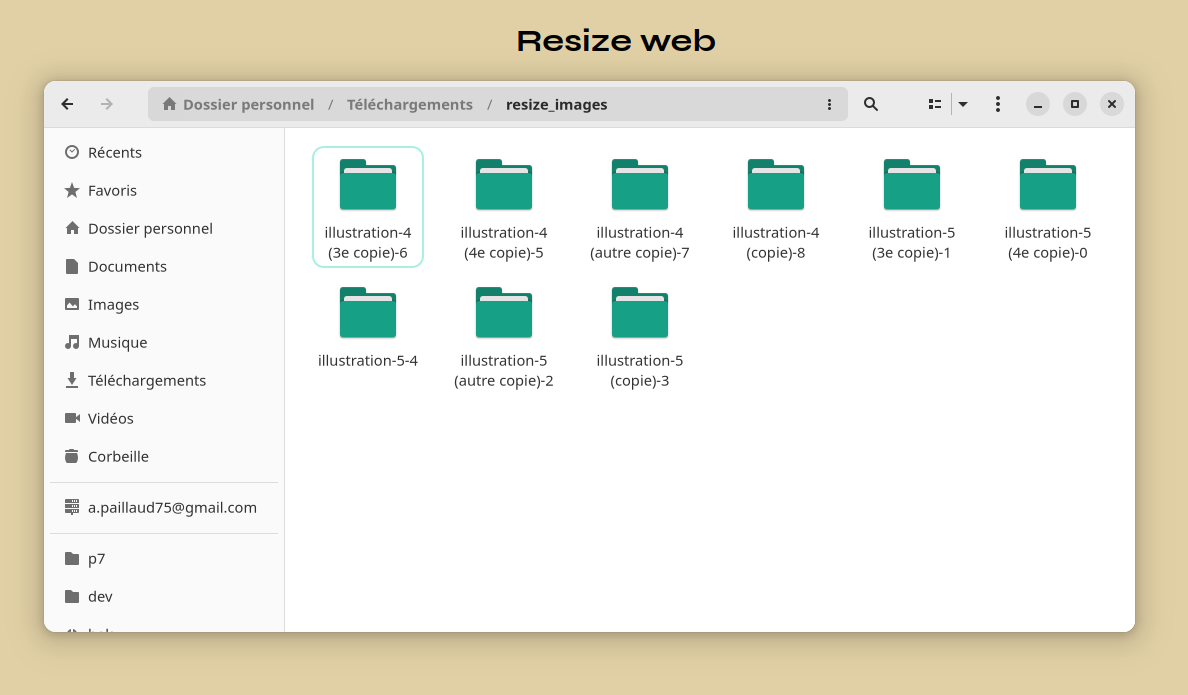 Resize web
Dossier personnel / Téléchargements / resize_images
Récents
Favoris
Dossier personnel
Documents
Images
Musique
Téléchargements
Vidéos
Corbeille
a.paillaud75@gmail.com
p7
dev
illustration-4
(3e copie)-6
illustration-4
(4e copie)-5
illustration-4
(autre copie)-7
illustration-4
(copie)-8
illustration-5
(3e copie)-1
illustration-5
(4e copie)-0
illustration-5-4
illustration-5
(autre copie)-2
illustration-5
(copie)-3